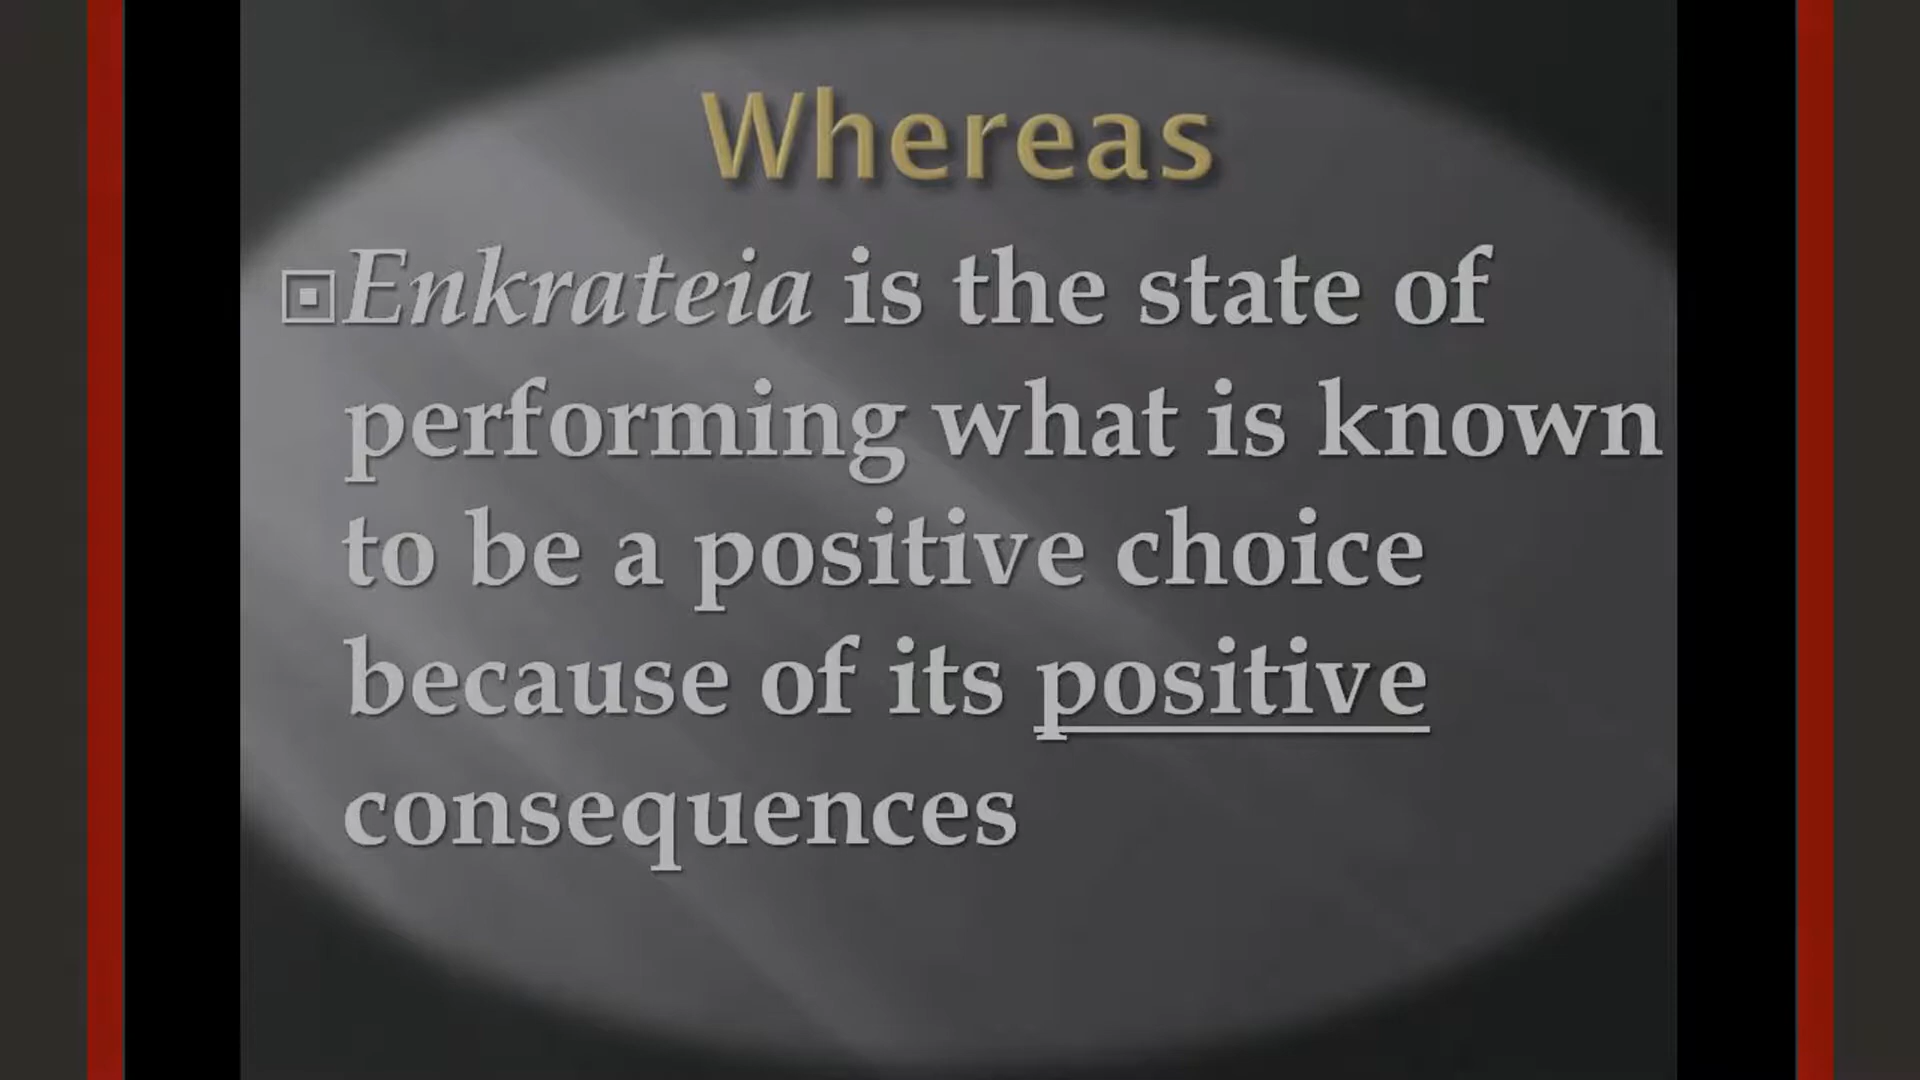 Whereas
Enkrateia is the state of
performing what is known
to be a positive choice
because of its positive
consequences